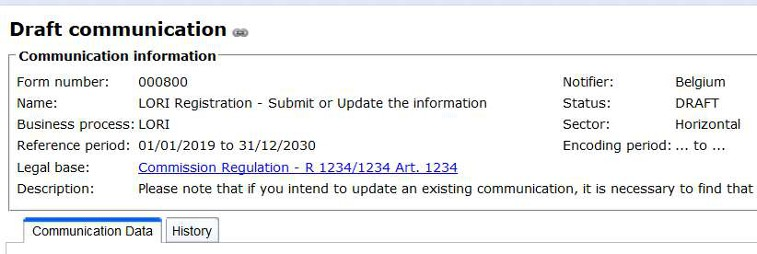 Draft communication
Communication information
Form number: 000800 Notifier: Belgium
Name: LORI Registration - Submit or Update the information Status: DRAFT
Business process: LORI Sector: Horizontal
Reference period: 01/01/2019 to 31/12/2030 Encoding period: ... to ...
Legal base: Commission Regulation - R 1234/1234 Art. 1234
Description: Please note that if you intend to update an existing communication, it is necessary to find that
Communication Data History